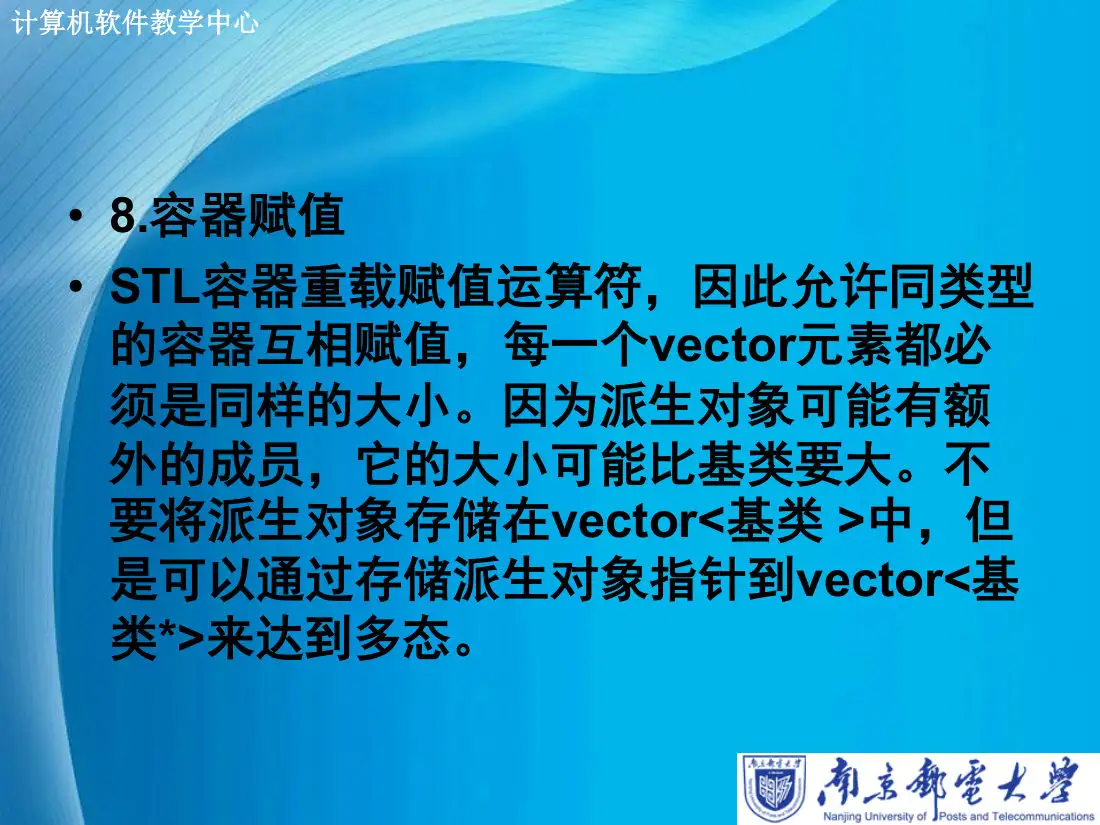 计算机软件教学中心
• 8.容器赋值
• STL容器重载赋值运算符，因此允许同类型
的容器互相赋值，每一个vector元素都必
须是同样的大小。因为派生对象可能有额
外的成员，它的大小可能比基类要大。不
要将派生对象存储在vector<基类 >中，但
是可以通过存储派生对象指针到vector<基
类*>来达到多态。
南京郵電大學
Nanjing University of Posts and Telecommunications